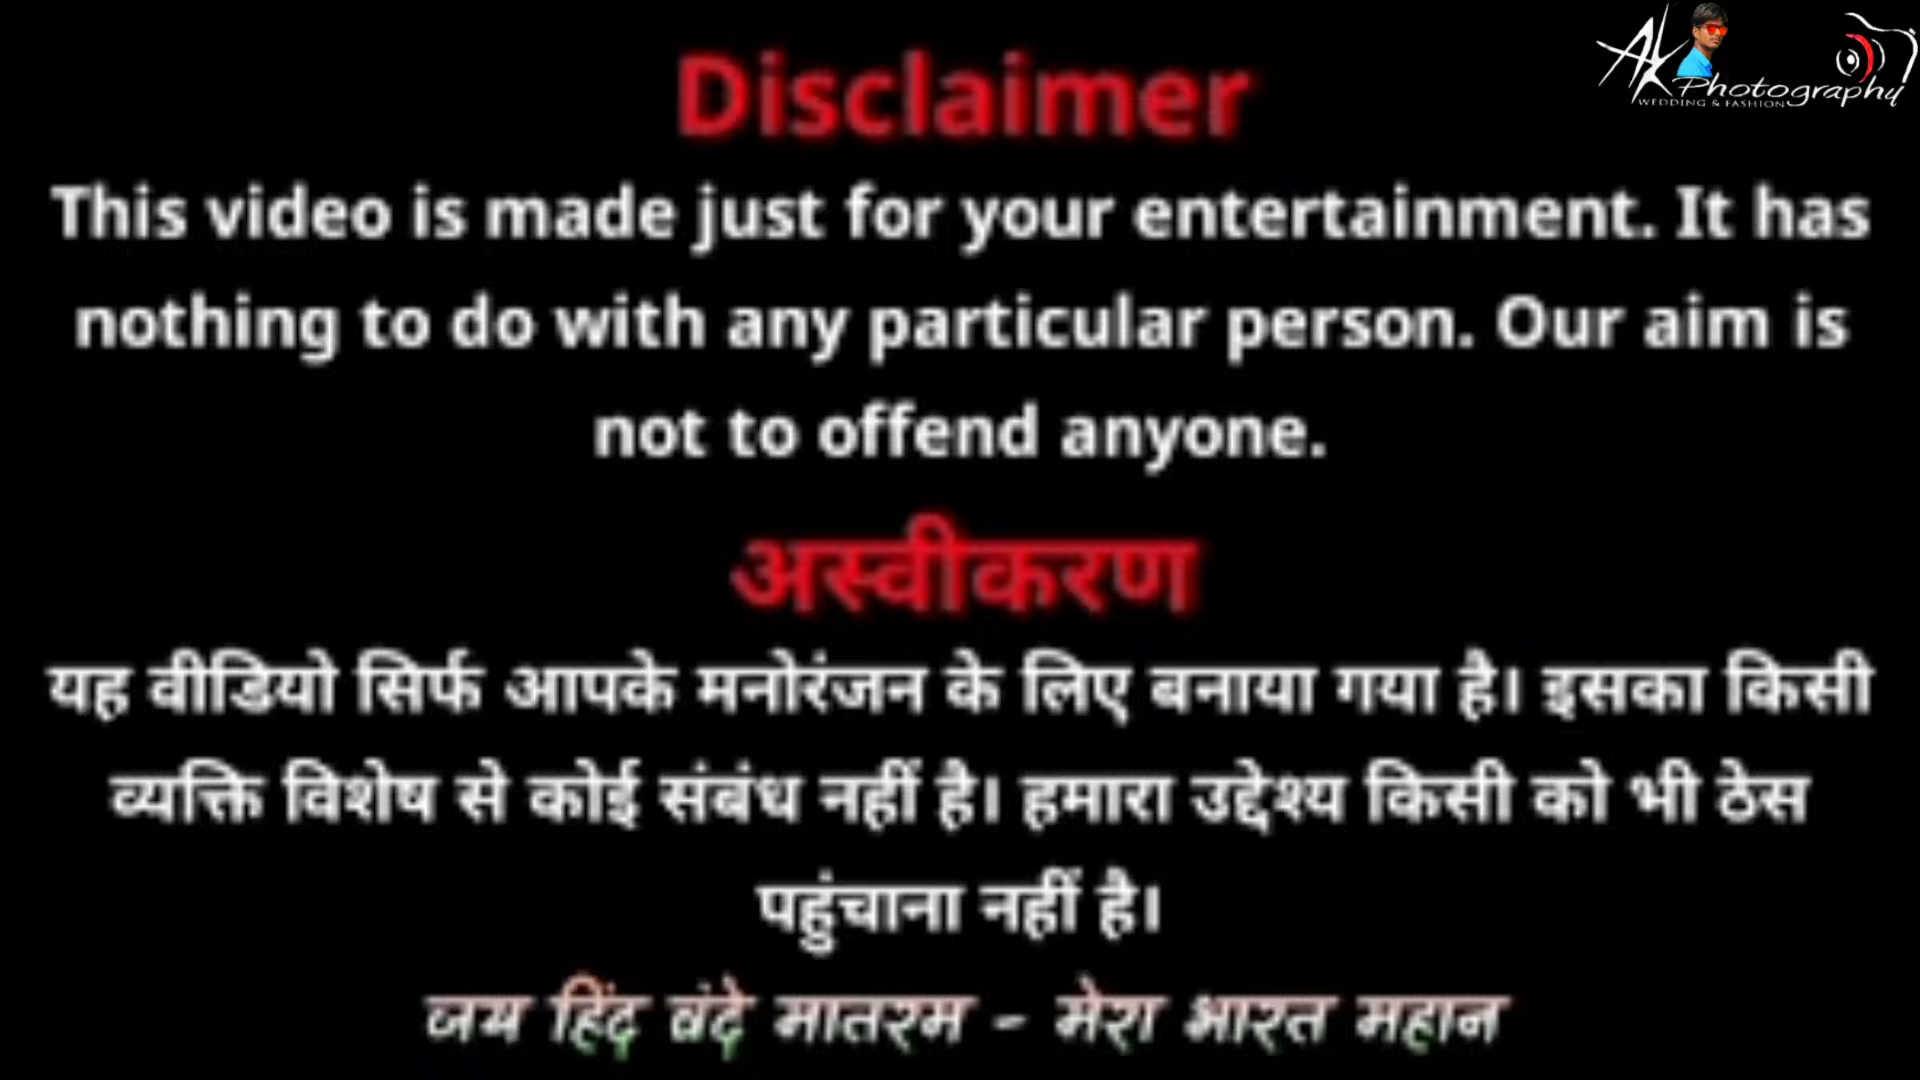 AK Photography
WEDDING & FASHION
Disclaimer
This video is made just for your entertainment. It has
nothing to do with any particular person. Our aim is
not to offend anyone.
अस्वीकरण
यह वीडियो सिर्फ आपके मनोरंजन के लिए बनाया गया है। इसका किसी
व्यक्ति विशेष से कोई संबंध नहीं है। हमारा उद्देश्य किसी को भी ठेस
पहुंचाना नहीं है।
जय हिंद वंदे मातरम - मेरा भारत महान